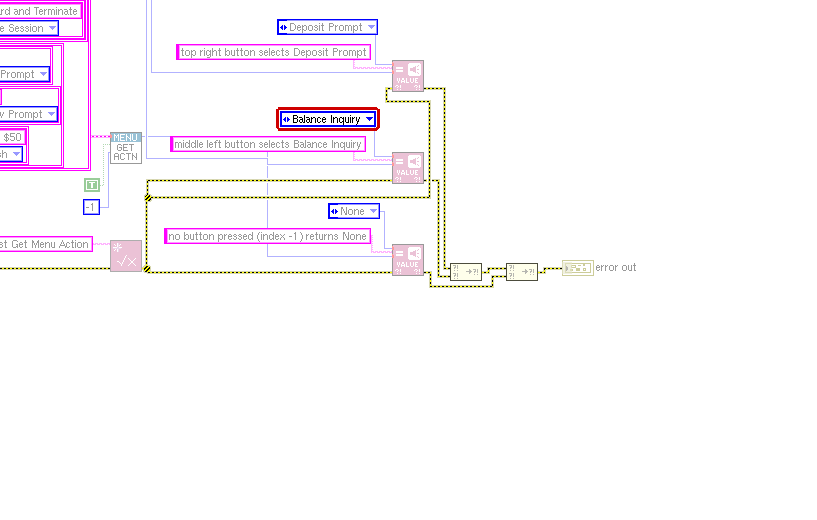 rd and Terminate
e Session
Deposit Prompt
top right button selects Deposit Prompt
Prompt
= VALUE
v Prompt
Balance Inquiry
$50
MENU
GET
ACTN
middle left button selects Balance Inquiry
sh
= VALUE
T
-1
None
no button pressed (index -1) returns None
st Get Menu Action
= VALUE
error out